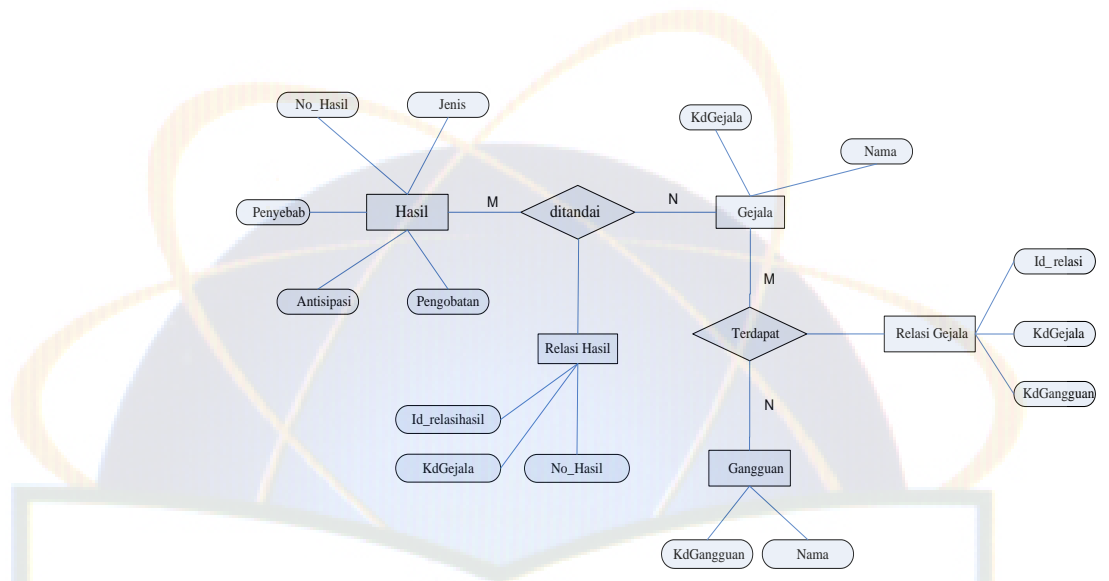 No_Hasil
Jenis
KdGejala
Nama
Penyebab
Hasil
M
ditandai
N
Gejala
Id_relasi
M
Antisipasi
Pengobatan
Terdapat
Relasi Gejala
KdGejala
Relasi Hasil
KdGangguan
N
Id_relasihasil
KdGejala
No_Hasil
Gangguan
KdGangguan
Nama